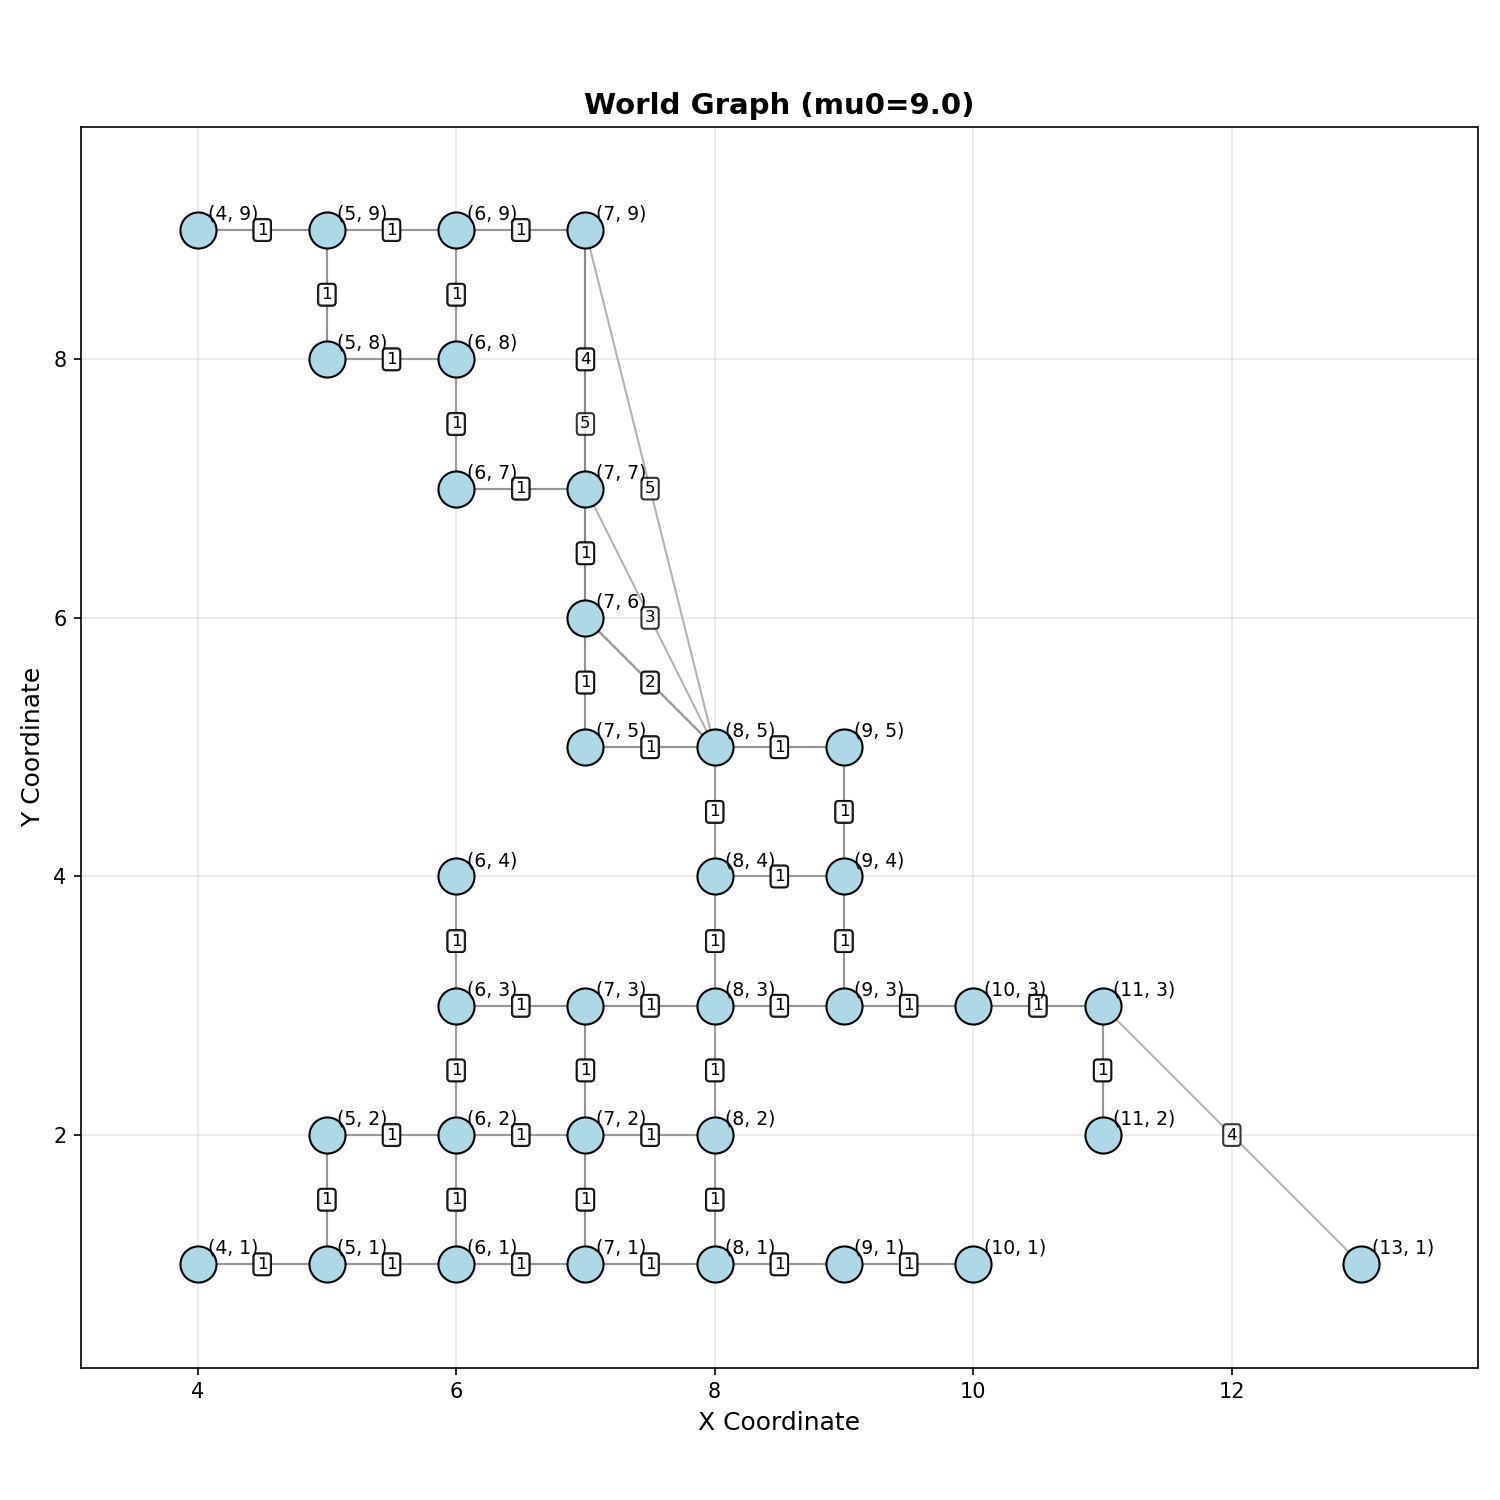 World Graph (mu0=9.0)
(4, 9) (5, 9) (6, 9) (7, 9)
1 1 1
1 1
(5, 8) (6, 8)
8 1 4
1 5
(6, 7) (7, 7)
1 5
1
(7, 6)
6 3
1 2
(7, 5) (8, 5) (9, 5)
1 1
1 1
(6, 4) (8, 4) (9, 4)
4 1
1 1 1
(6, 3) (7, 3) (8, 3) (9, 3) (10, 3) (11, 3)
1 1 1 1 1
1 1 1 1
(5, 2) (6, 2) (7, 2) (8, 2) (11, 2)
2 1 1 1 4
1 1 1 1
(4, 1) (5, 1) (6, 1) (7, 1) (8, 1) (9, 1) (10, 1) (13, 1)
1 1 1 1 1 1
4 6 8 10 12
X Coordinate
Y Coordinate